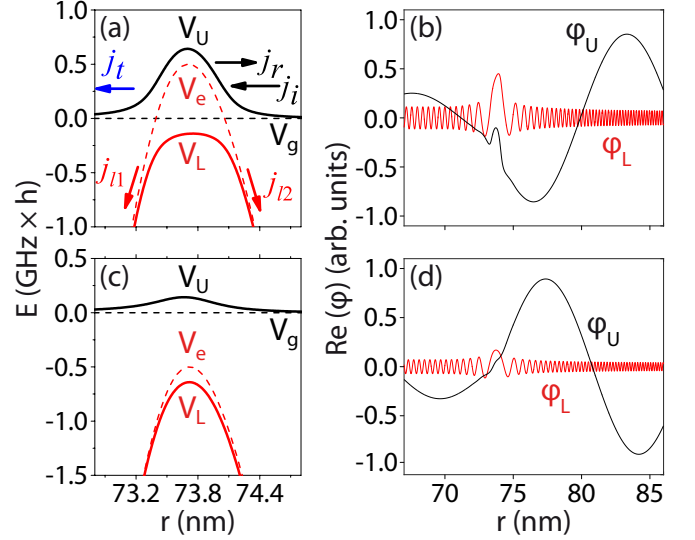 (a)
V_U
j_t
j_r
j_i
V_e
V_g
V_L
j_l1
j_l2
0.5
0.0
-0.5
-1.0
(b)
φ_U
φ_L
1.0
0.5
0.0
-0.5
-1.0
E (GHz × h)
Re (φ) (arb. units)
(c)
V_U
V_g
V_e
V_L
0.5
0.0
-0.5
-1.0
-1.5
73.2 73.8 74.4
r (nm)
(d)
φ_U
φ_L
1.0
0.5
0.0
-0.5
-1.0
70 75 80 85
r (nm)